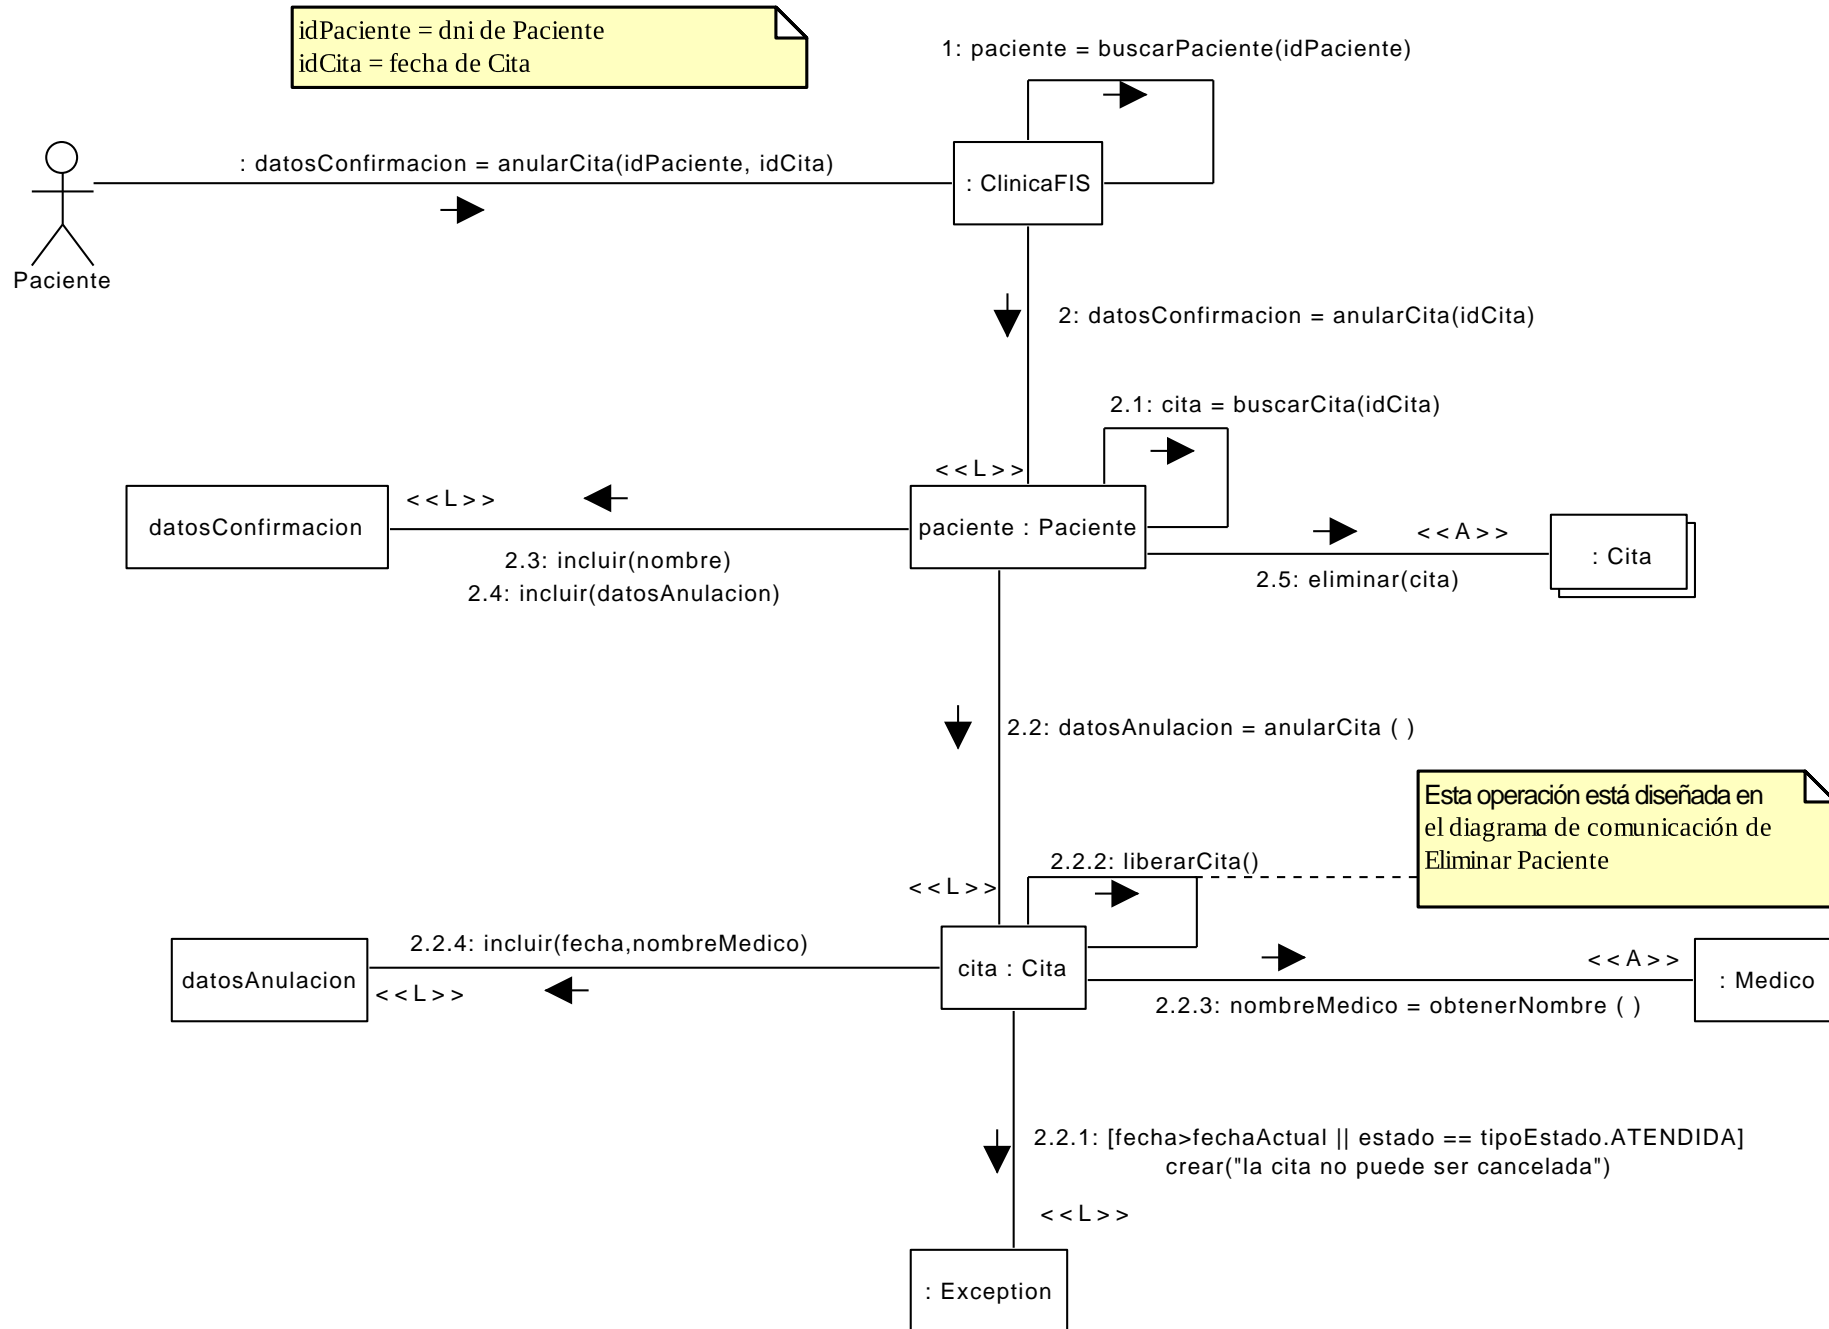 idPaciente = dni de Paciente
idCita = fecha de Cita
1: paciente = buscarPaciente(idPaciente)
: datosConfirmacion = anularCita(idPaciente, idCita)
: ClinicaFIS
Paciente
2: datosConfirmacion = anularCita(idCita)
2.1: cita = buscarCita(idCita)
<<L>>
datosConfirmacion
<<L>>
paciente : Paciente
<<A>>
: Cita
2.3: incluir(nombre)
2.4: incluir(datosAnulacion)
2.5: eliminar(cita)
2.2: datosAnulacion = anularCita ( )
Esta operación está diseñada en
el diagrama de comunicación de
Eliminar Paciente
2.2.2: liberarCita()
<<L>>
2.2.4: incluir(fecha,nombreMedico)
datosAnulacion
<<L>>
cita : Cita
<<A>>
: Medico
2.2.3: nombreMedico = obtenerNombre ( )
2.2.1: [fecha>fechaActual || estado == tipoEstado.ATENDIDA]
crear("la cita no puede ser cancelada")
<<L>>
: Exception